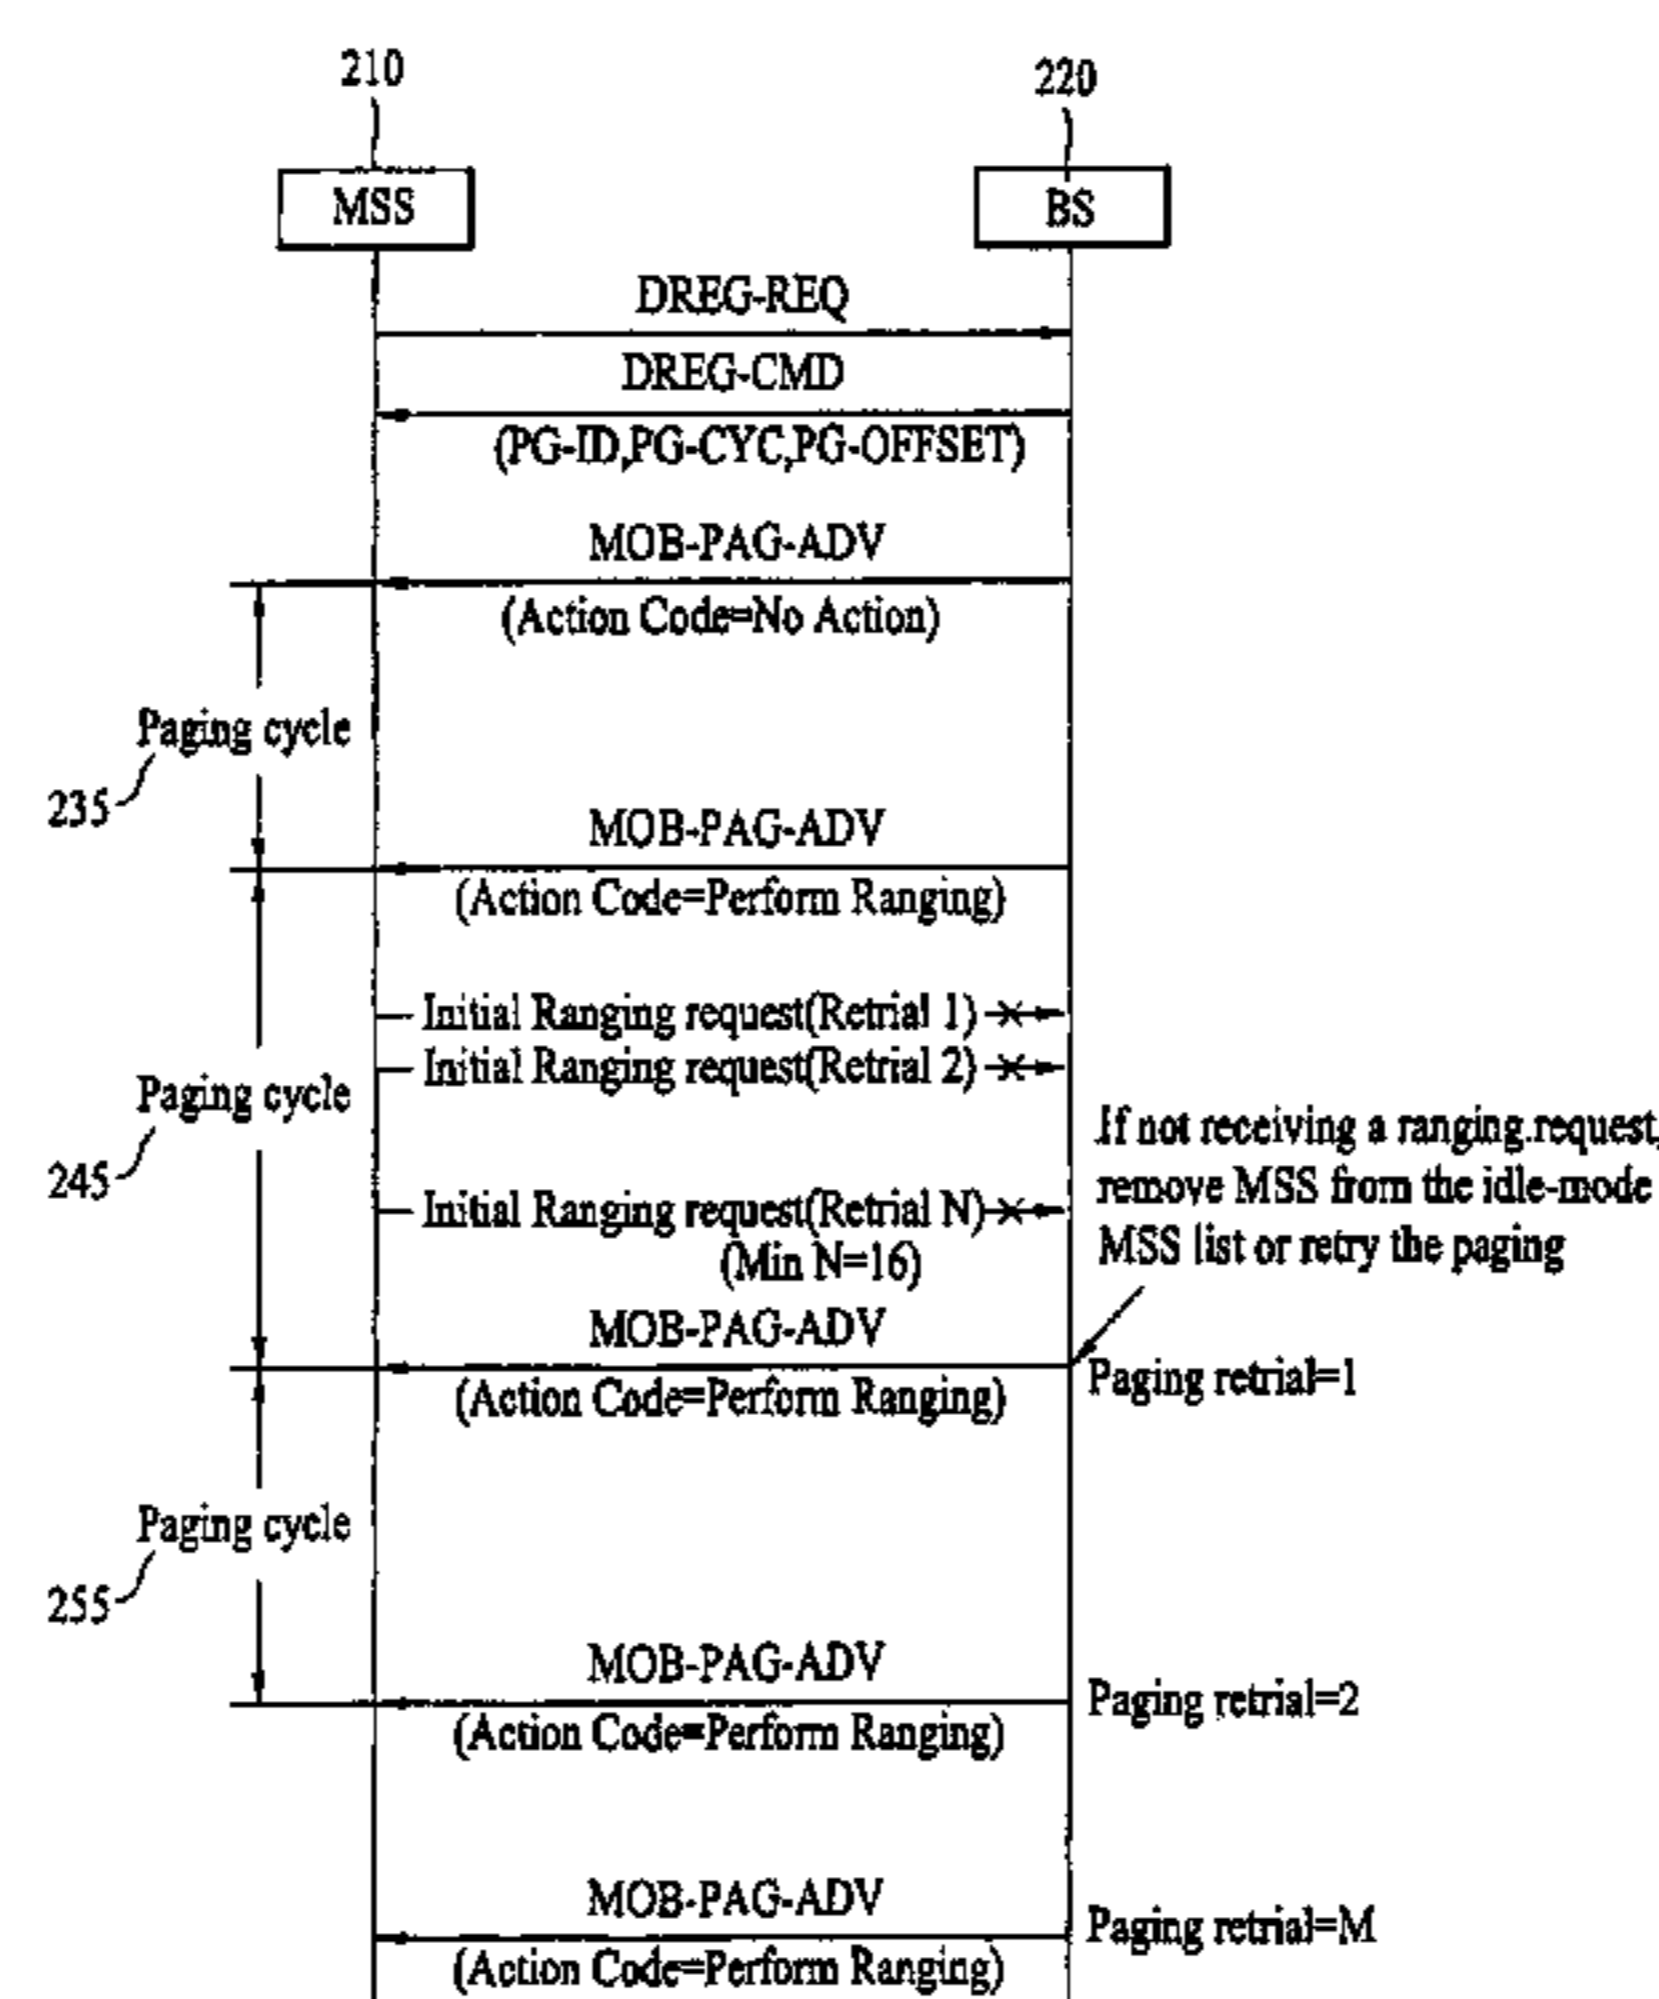 210
220
MSS
BS
DREG-REQ
DREG-CMD
(PG-ID,PG-CYC,PG-OFFSET)
MOB-PAG-ADV
(Action Code=No Action)
Paging cycle
235
MOB-PAG-ADV
(Action Code=Perform Ranging)
Initial Ranging request(Retrial 1)
Initial Ranging request(Retrial 2)
Paging cycle
245
If not receiving a ranging.request,
remove MSS from the idle-mode
MSS list or retry the paging
Initial Ranging request(Retrial N)
(Min N=16)
MOB-PAG-ADV
(Action Code=Perform Ranging)
Paging retrial=1
Paging cycle
255
MOB-PAG-ADV
(Action Code=Perform Ranging)
Paging retrial=2
MOB-PAG-ADV
(Action Code=Perform Ranging)
Paging retrial=M